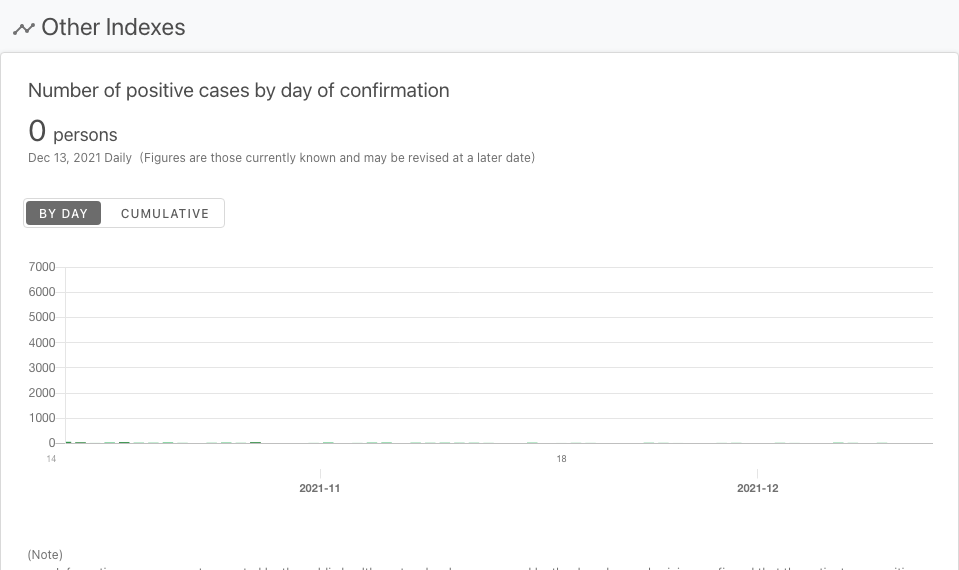 Other Indexes
Number of positive cases by day of confirmation
0 persons
Dec 13, 2021 Daily (Figures are those currently known and may be revised at a later date)
BY DAY CUMULATIVE
7000
6000
5000
4000
3000
2000
1000
0
14 18
2021-11 2021-12
(Note)